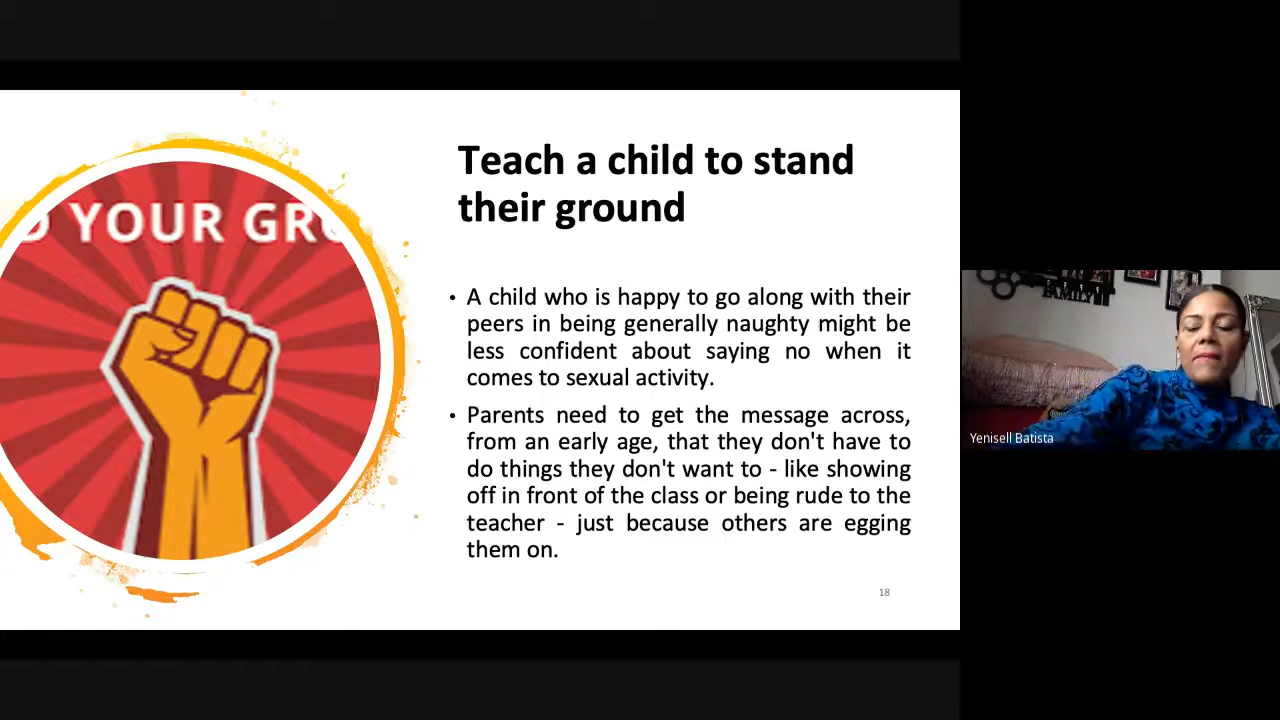 Teach a child to stand
their ground
YOUR
• A child who is happy to go along with their
peers in being generally naughty might be
less confident about saying no when it
comes to sexual activity.
• Parents need to get the message across,
from an early age, that they don't have to
do things they don't want to - like showing
off in front of the class or being rude to the
teacher - just because others are egging
them on.
18
FAMILY
Yenisell Batista